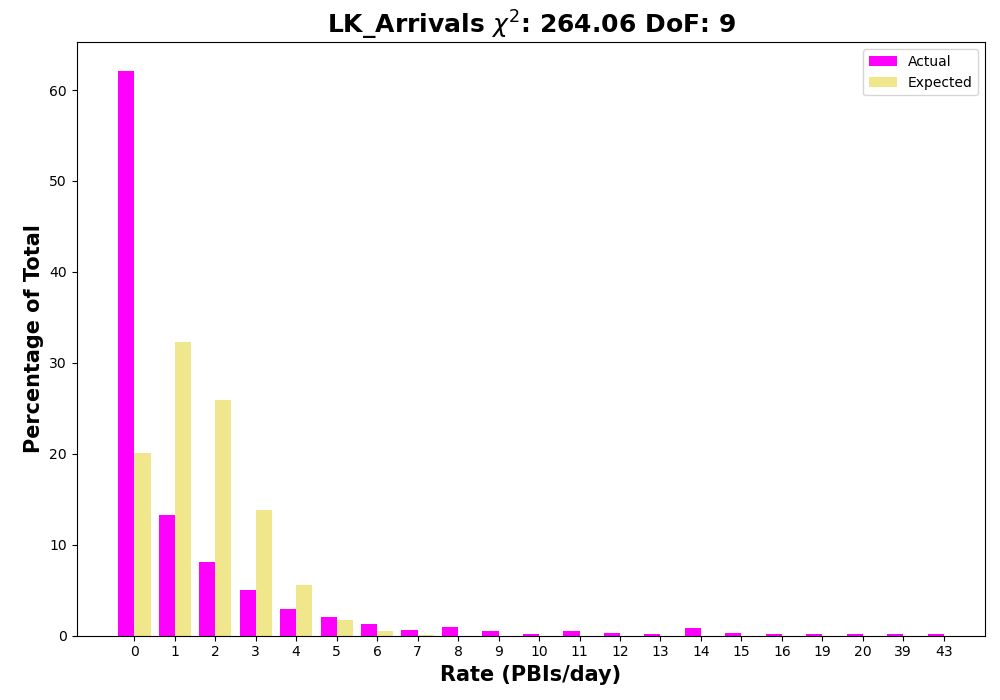 LK_Arrivals χ²: 264.06 DoF: 9
Actual
Expected
Percentage of Total
60
50
40
30
20
10
0
0 1 2 3 4 5 6 7 8 9 10 11 12 13 14 15 16 19 20 39 43
Rate (PBIs/day)